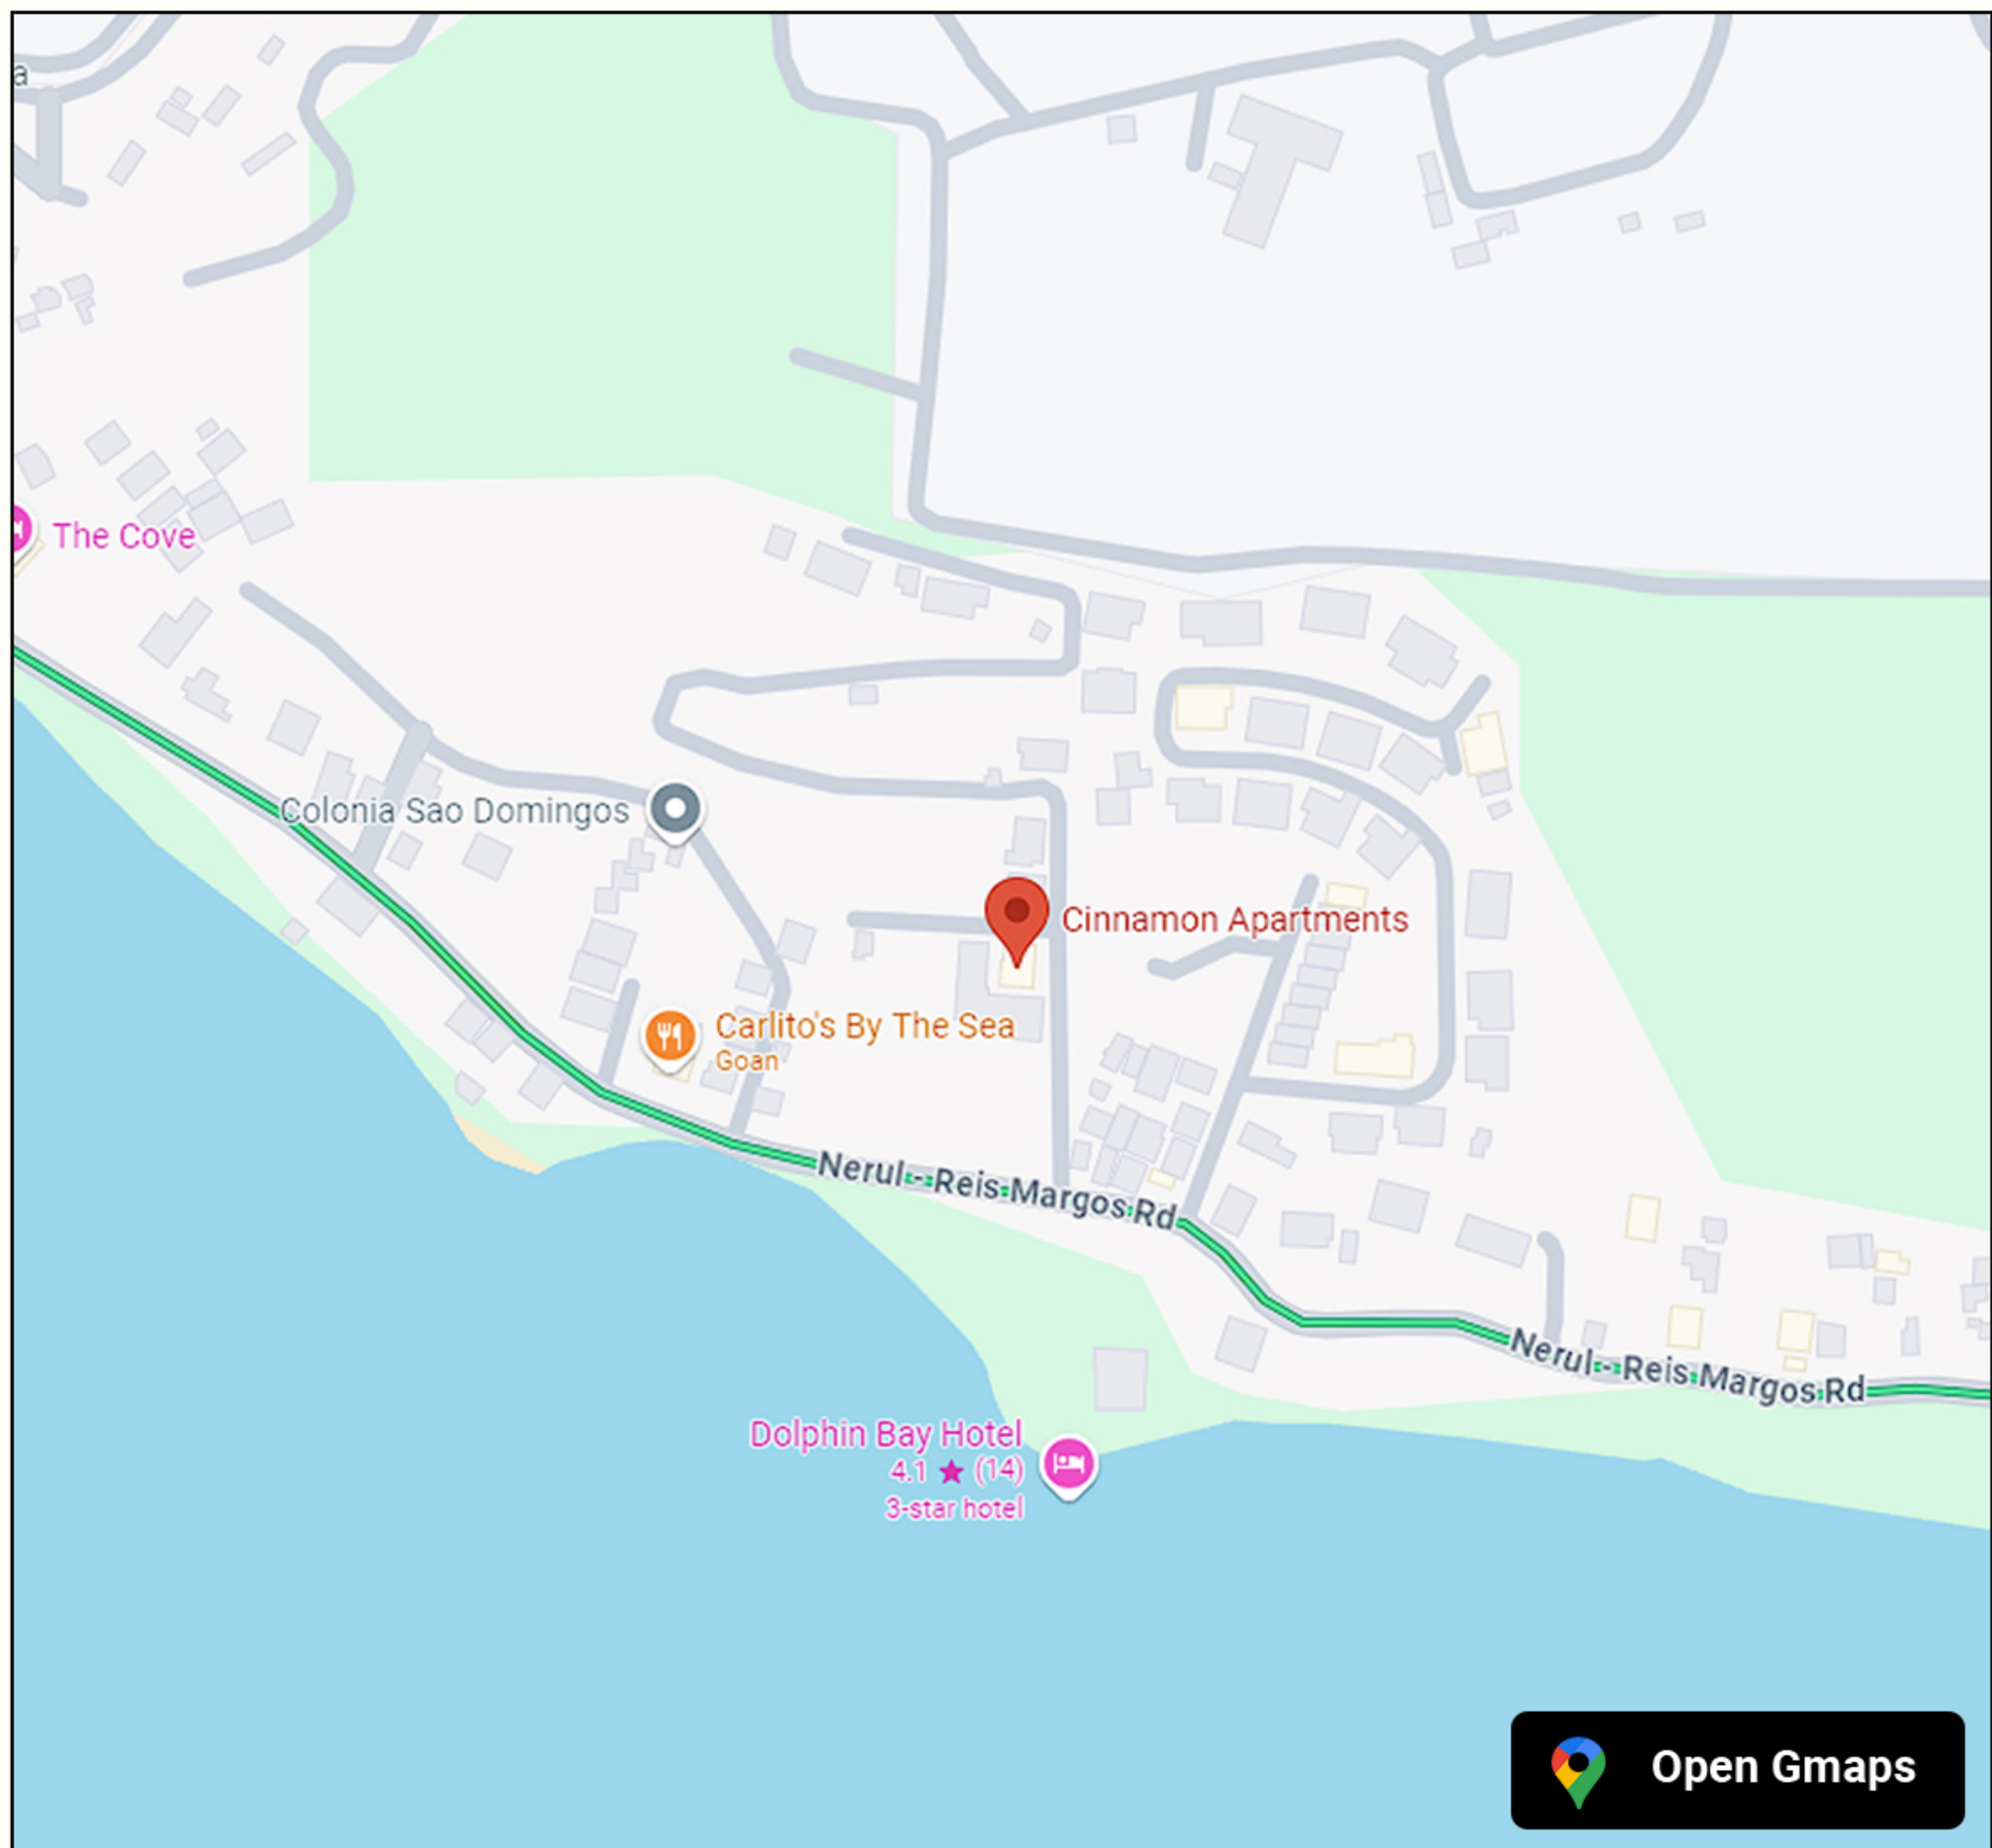 a
The Cove
Colonia Sao Domingos
Cinnamon Apartments
Carlito's By The Sea
Goan
Nerul - Reis Margos Rd
Nerul - Reis Margos Rd
Dolphin Bay Hotel
4.1 ★ (14)
3-star hotel
Open Gmaps